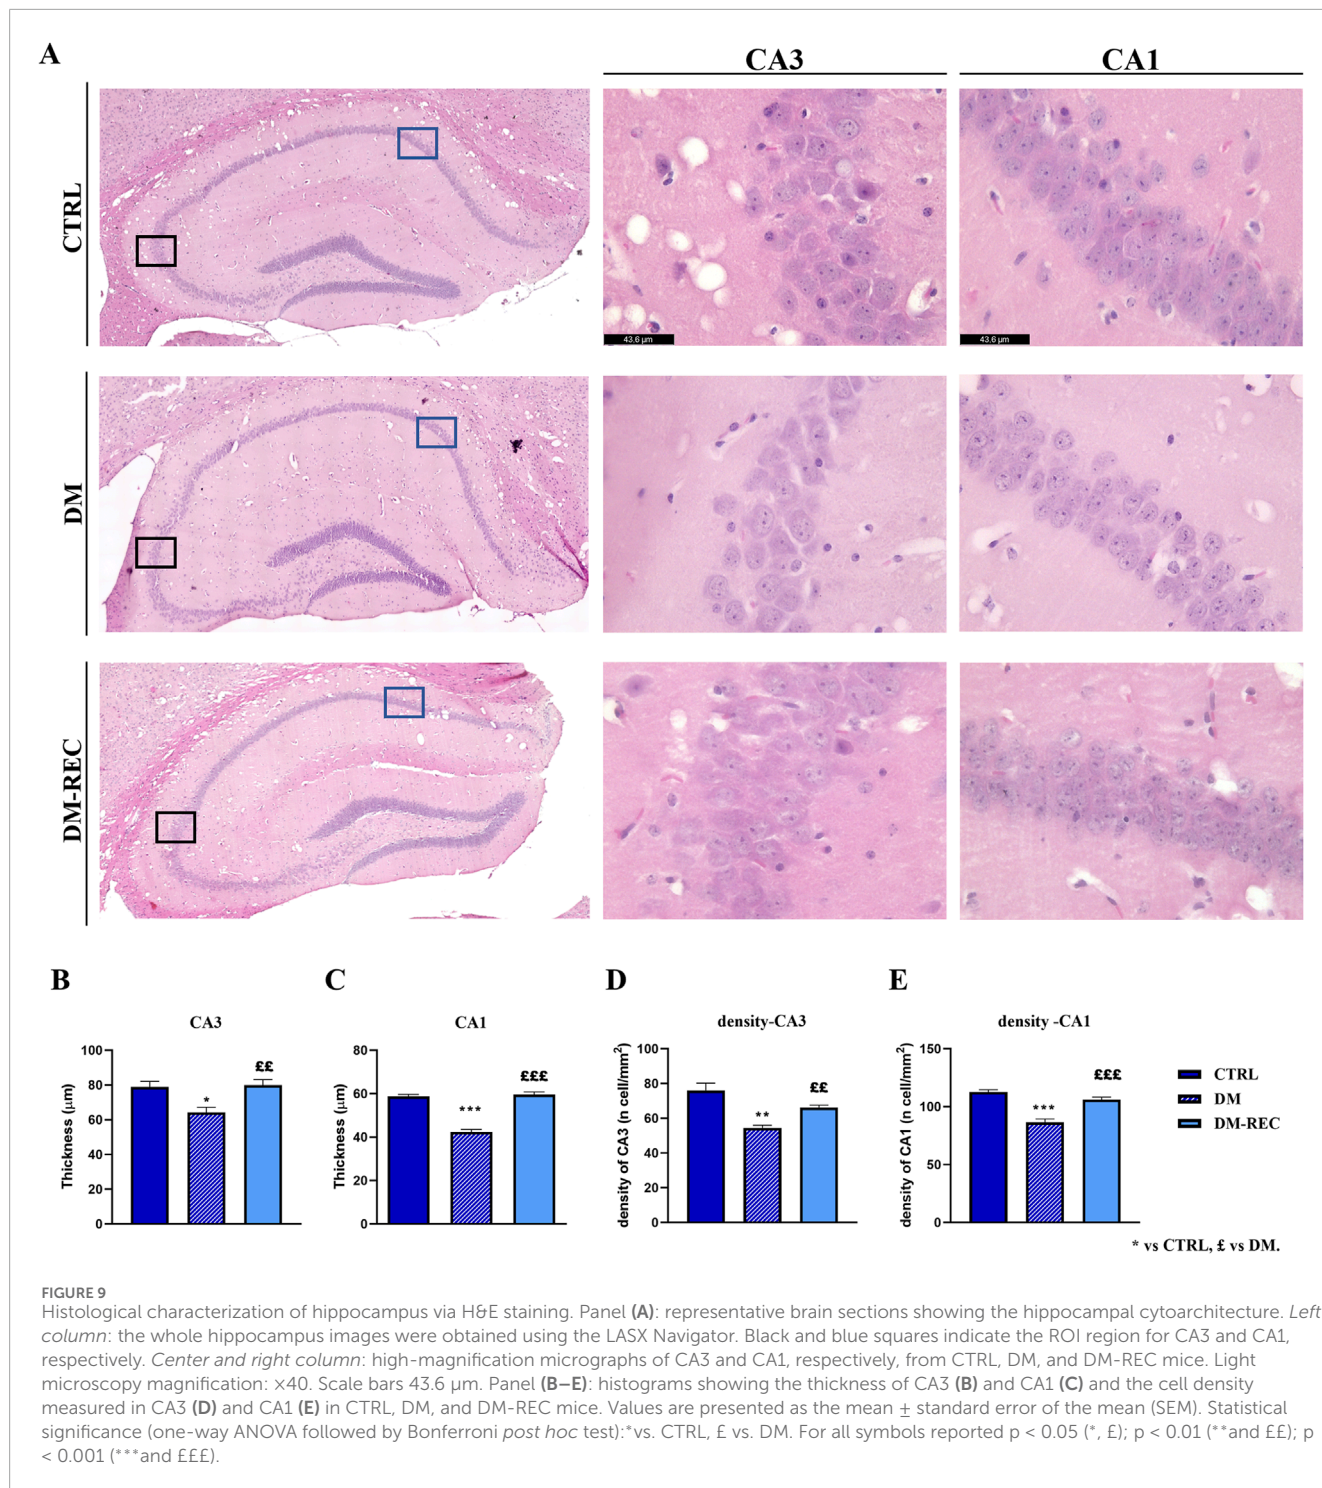 A
CA3
CA1
CTRL
43.6 µm
43.6 µm
DM
DM-REC
B
C
D
E
CA3
CA1
density-CA3
density -CA1
Thickness (µm)
100
80
60
40
20
0
*
££
Thickness (µm)
80
60
40
20
0
***
£££
density of CA3 (n cell/mm²)
100
80
60
40
20
0
**
££
density of CA1 (n cell/mm²)
150
100
50
0
***
£££
CTRL
DM
DM-REC
* vs CTRL, £ vs DM.
FIGURE 9
Histological characterization of hippocampus via H&E staining. Panel (A): representative brain sections showing the hippocampal cytoarchitecture. Left
column: the whole hippocampus images were obtained using the LASX Navigator. Black and blue squares indicate the ROI region for CA3 and CA1,
respectively. Center and right column: high-magnification micrographs of CA3 and CA1, respectively, from CTRL, DM, and DM-REC mice. Light
microscopy magnification: ×40. Scale bars 43.6 µm. Panel (B–E): histograms showing the thickness of CA3 (B) and CA1 (C) and the cell density
measured in CA3 (D) and CA1 (E) in CTRL, DM, and DM-REC mice. Values are presented as the mean ± standard error of the mean (SEM). Statistical
significance (one-way ANOVA followed by Bonferroni post hoc test):*vs. CTRL, £ vs. DM. For all symbols reported p < 0.05 (*, £); p < 0.01 (**and ££); p
< 0.001 (***and £££).